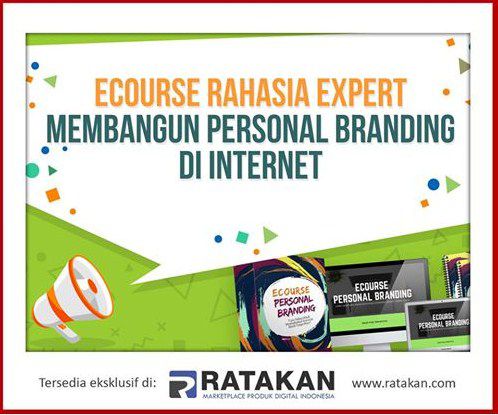 ECOURSE RAHASIA EXPERT
MEMBANGUN PERSONAL BRANDING
DI INTERNET
ECOURSE
PERSONAL
BRANDING
ECOURSE
PERSONAL BRANDING
ECOURSE
PERSONAL BRANDING
Tersedia eksklusif di:
RATAKAN
MARKETPLACE PRODUK DIGITAL INDONESIA
www.ratakan.com